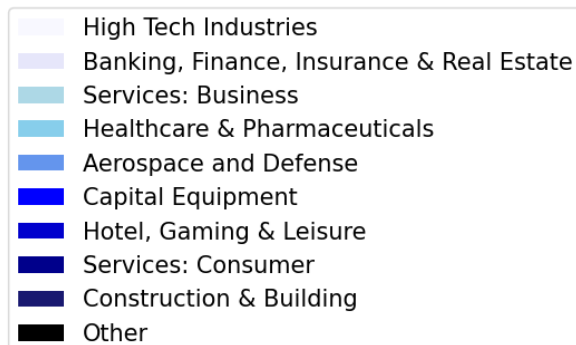 High Tech Industries
Banking, Finance, Insurance & Real Estate
Services: Business
Healthcare & Pharmaceuticals
Aerospace and Defense
Capital Equipment
Hotel, Gaming & Leisure
Services: Consumer
Construction & Building
Other